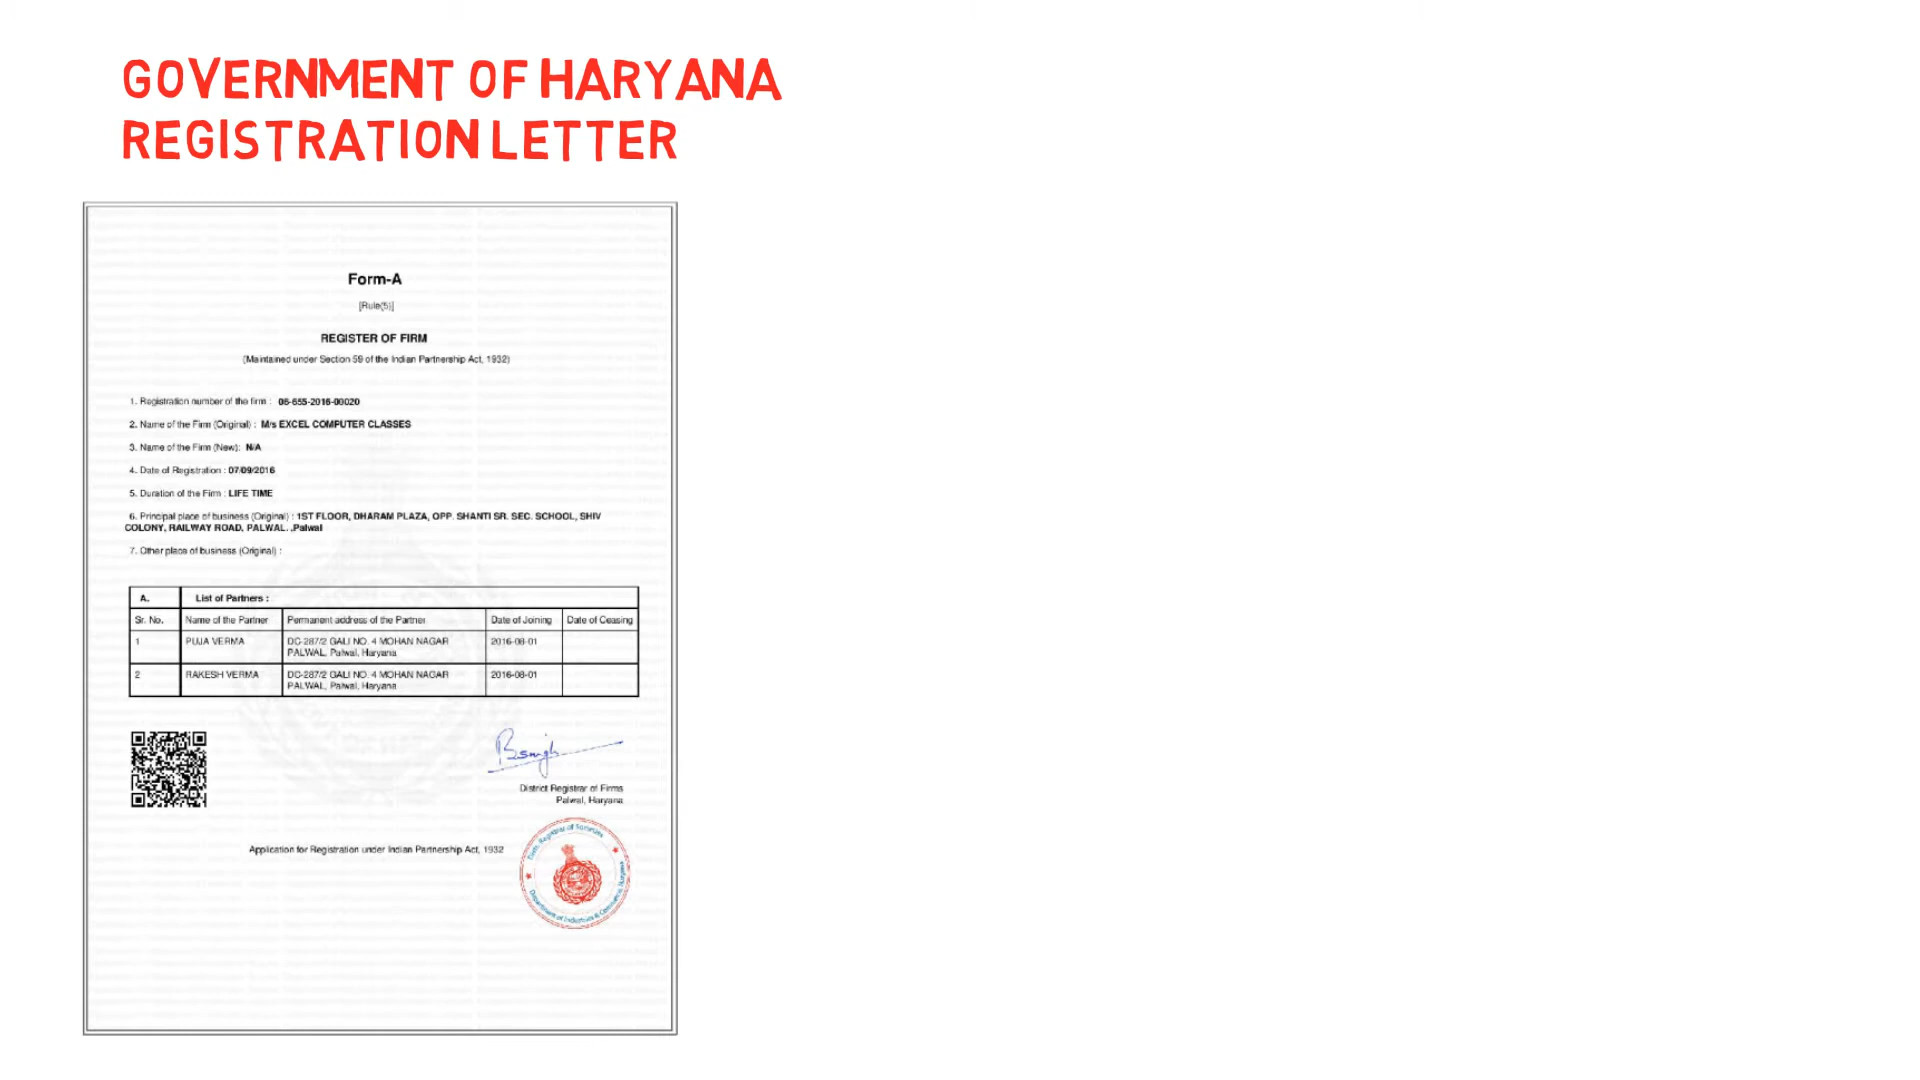 GOVERNMENT OF HARYANA
REGISTRATION LETTER
Form-A
[Rule(5)]
REGISTER OF FIRM
(Maintained under Section 59 of the Indian Partnership Act, 1932)
1. Registration number of the firm : 06-655-2016-00020
2. Name of the Firm (Original) : M/s EXCEL COMPUTER CLASSES
3. Name of the Firm (New): N/A
4. Date of Registration : 07/09/2016
5. Duration of the Firm : LIFE TIME
6. Principal place of business (Original) : 1ST FLOOR, DHARAM PLAZA, OPP. SHANTI SR. SEC. SCHOOL, SHIV
COLONY, RAILWAY ROAD, PALWAL. ,Palwal
7. Other place of business (Original) :
A. List of Partners :
Sr. No. Name of the Partner Permanent address of the Partner Date of Joining Date of Ceasing
1 PUJA VERMA DC-287/2 GALI NO. 4 MOHAN NAGAR 2016-08-01
PALWAL, Palwal, Haryana
2 RAKESH VERMA DC-287/2 GALI NO. 4 MOHAN NAGAR 2016-08-01
PALWAL, Palwal, Haryana
District Registrar of Firms
Palwal, Haryana
Application for Registration under Indian Partnership Act, 1932
Registrar of Societies
Department of Industries & Commerce, Haryana